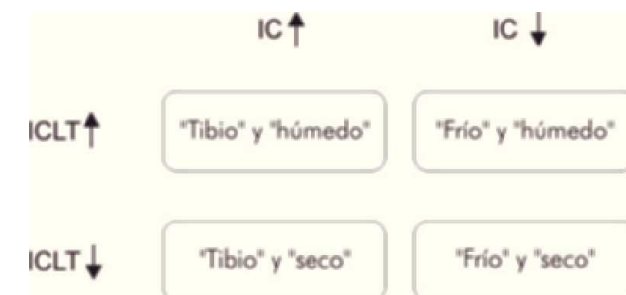 IC↑ IC↓
ICLT↑ "Tibio" y "húmedo" "Frío" y "húmedo"
ICLT↓ "Tibio" y "seco" "Frío" y "seco"